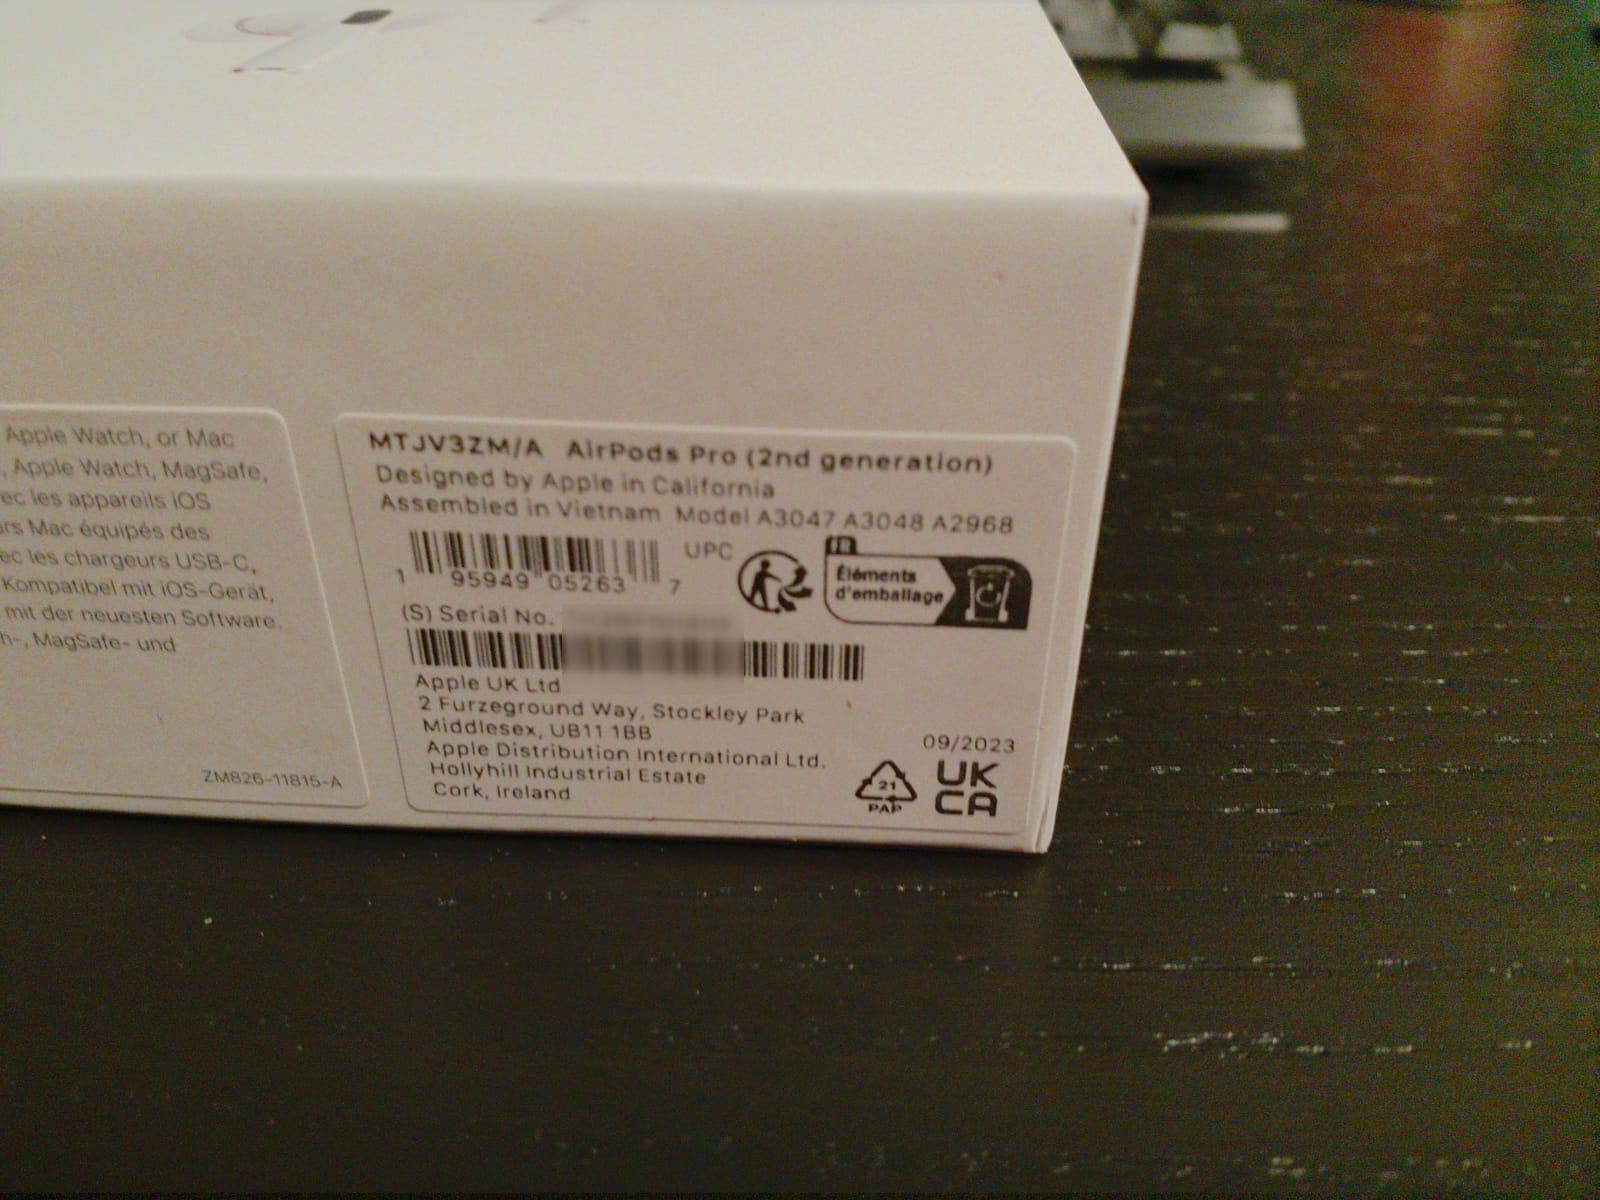 Apple Watch, or Mac
, Apple Watch, MagSafe,
ec les appareils iOS
rs Mac équipés des
ec les chargeurs USB-C,
Kompatibel mit iOS-Gerät,
mit der neuesten Software.
h-, MagSafe- und
ZM826-11815-A
MTJV3ZM/A AirPods Pro (2nd generation)
Designed by Apple in California
Assembled in Vietnam Model A3047 A3048 A2968
UPC
1 95949 05263 7
FR
Éléments
d'emballage
(S) Serial No.
Apple UK Ltd
2 Furzeground Way, Stockley Park
Middlesex, UB11 1BB
Apple Distribution International Ltd.
Hollyhill Industrial Estate
Cork, Ireland
09/2023
21
PAP
UK
CA